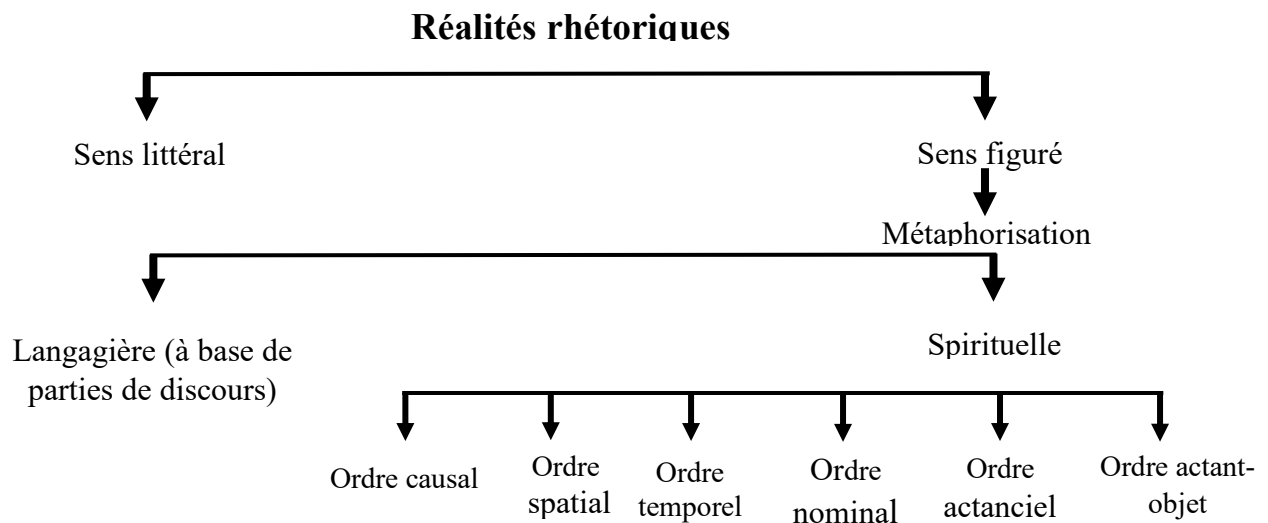 Réalités rhétoriques
Sens littéral
Sens figuré
Métaphorisation
Langagière (à base de
parties de discours)
Spirituelle
Ordre causal
Ordre
spatial
Ordre
temporel
Ordre
nominal
Ordre
actanciel
Ordre actant-
objet